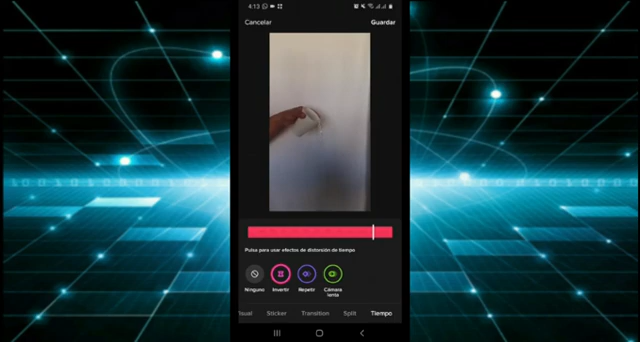 4:13
Cancelar
Guardar
Pulsa para usar efectos de distorsión de tiempo
Ninguno
Invertir
Repetir
Cámara
lenta
isual
Sticker
Transition
Split
Tiempo